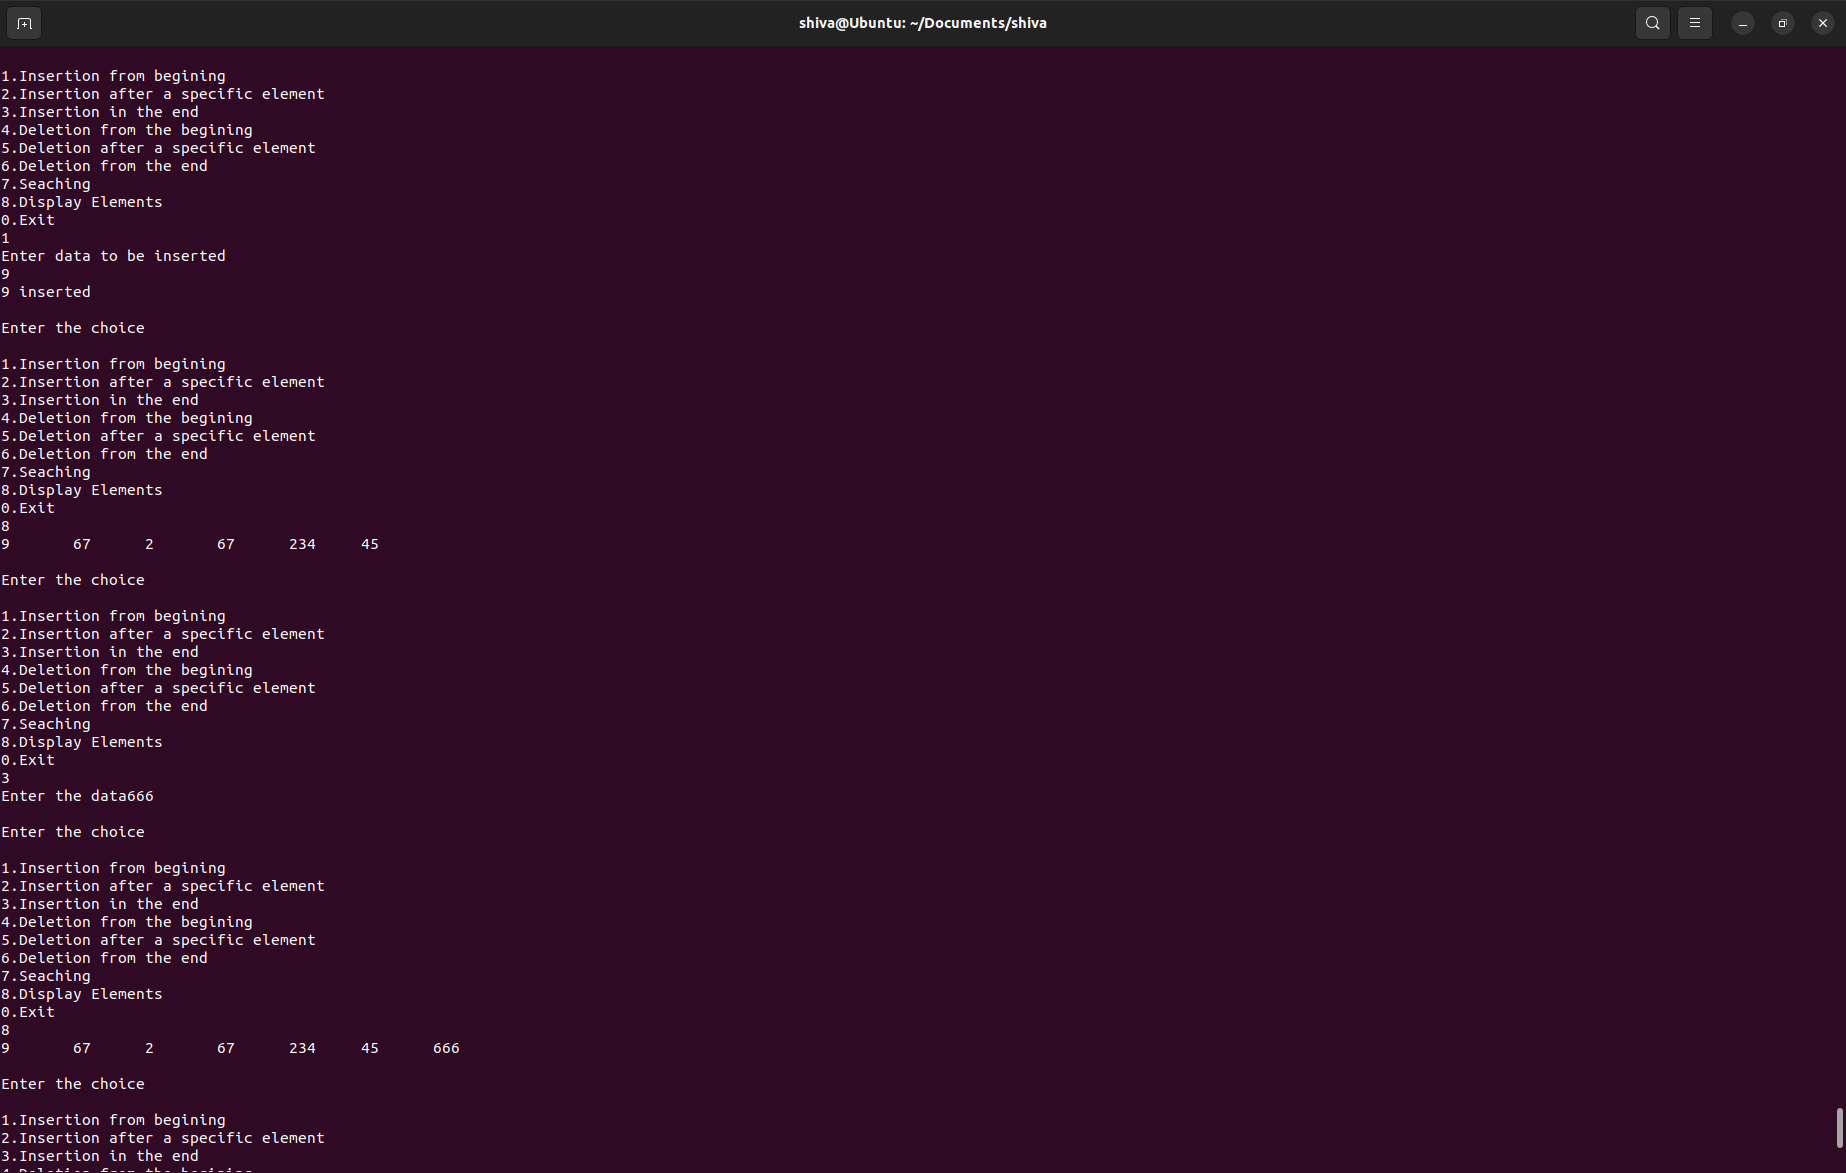 shiva@Ubuntu: ~/Documents/shiva
1.Insertion from begining
2.Insertion after a specific element
3.Insertion in the end
4.Deletion from the begining
5.Deletion after a specific element
6.Deletion from the end
7.Seaching
8.Display Elements
0.Exit
1
Enter data to be inserted
9
9 inserted
Enter the choice
1.Insertion from begining
2.Insertion after a specific element
3.Insertion in the end
4.Deletion from the begining
5.Deletion after a specific element
6.Deletion from the end
7.Seaching
8.Display Elements
0.Exit
8
9 67 2 67 234 45
Enter the choice
1.Insertion from begining
2.Insertion after a specific element
3.Insertion in the end
4.Deletion from the begining
5.Deletion after a specific element
6.Deletion from the end
7.Seaching
8.Display Elements
0.Exit
3
Enter the data666
Enter the choice
1.Insertion from begining
2.Insertion after a specific element
3.Insertion in the end
4.Deletion from the begining
5.Deletion after a specific element
6.Deletion from the end
7.Seaching
8.Display Elements
0.Exit
8
9 67 2 67 234 45 666
Enter the choice
1.Insertion from begining
2.Insertion after a specific element
3.Insertion in the end
4.Deletion from the begining